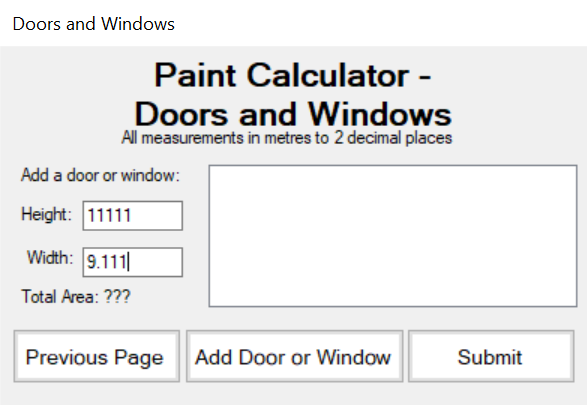 Doors and Windows
Paint Calculator -
Doors and Windows
All measurements in metres to 2 decimal places
Add a door or window:
Height: 11111
Width: 9.111
Total Area: ???
Previous Page
Add Door or Window
Submit